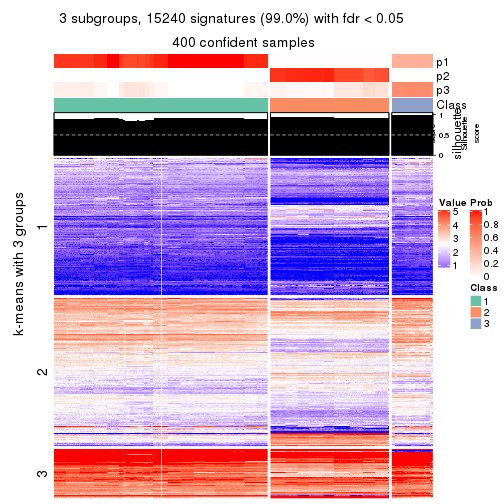 3 subgroups, 15240 signatures (99.0%) with fdr < 0.05
400 confident samples
p1
p2
p3
Class
silhouette
Silhouette
score
1
0.5
0
k-means with 3 groups
1
2
3
Value
5
4
3
2
1
Prob
1
0.8
0.6
0.4
0.2
0
Class
1
2
3